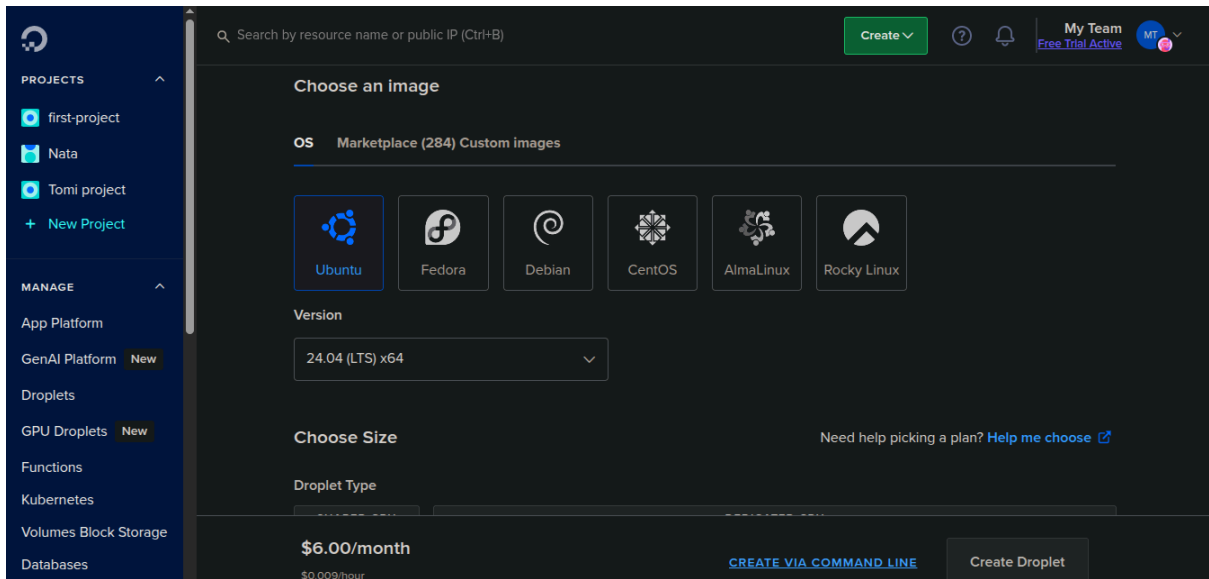 Search by resource name or public IP (Ctrl+B)
Create
My Team
Free Trial Active
MT
PROJECTS
first-project
Nata
Tomi project
+ New Project
MANAGE
App Platform
GenAI Platform New
Droplets
GPU Droplets New
Functions
Kubernetes
Volumes Block Storage
Databases
Choose an image
OS Marketplace (284) Custom images
Ubuntu Fedora Debian CentOS AlmaLinux Rocky Linux
Version
24.04 (LTS) x64
Choose Size
Need help picking a plan? Help me choose
Droplet Type
$6.00/month
$0.009/hour
CREATE VIA COMMAND LINE
Create Droplet